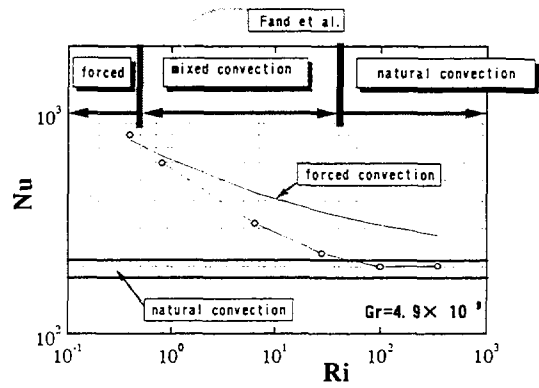 Fand et al.
forced
mixed convection
natural convection
10³
forced convection
Nu
natural convection
Gr=4.9× 10⁹
10²
10⁻¹ 10⁰ 10¹ 10² 10³
Ri